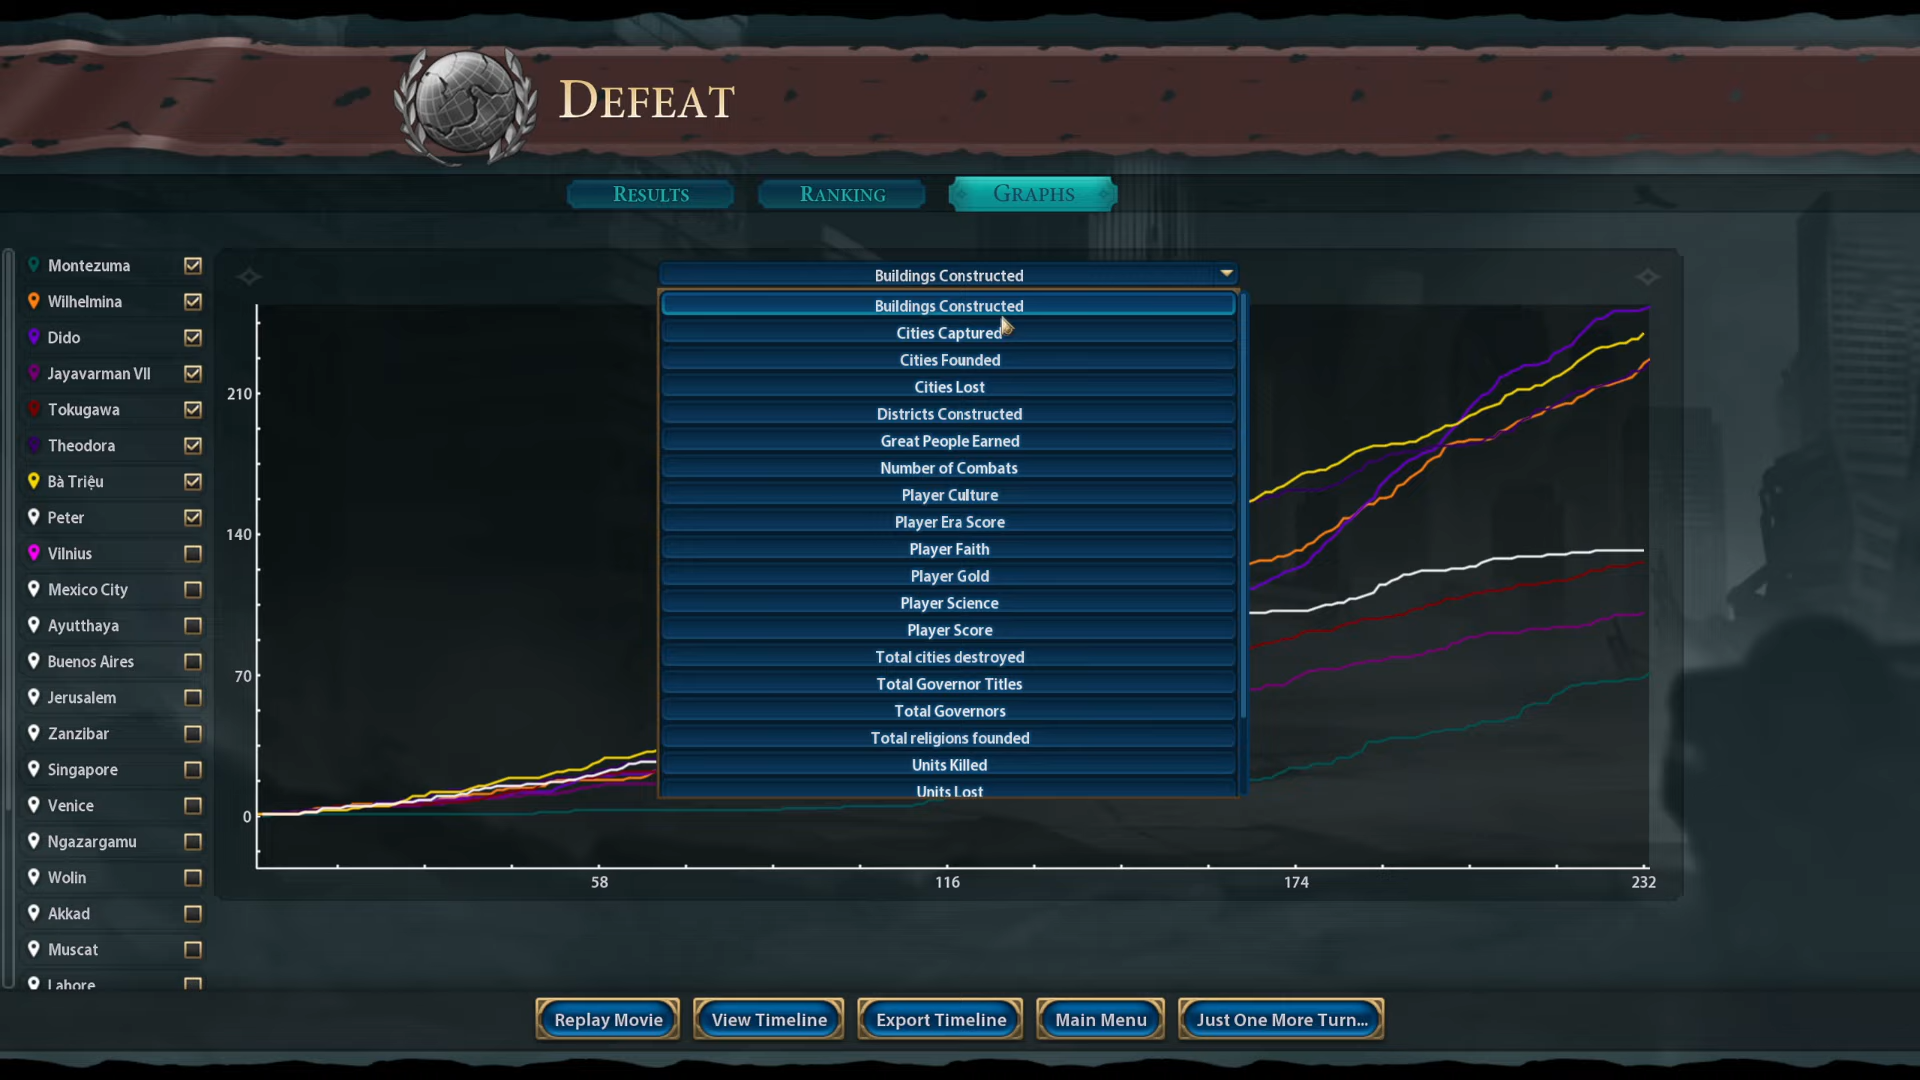 DEFEAT
RESULTS
RANKING
GRAPHS
Montezuma
Wilhelmina
Dido
Jayavarman VII
Tokugawa
Theodora
Bà Triệu
Peter
Vilnius
Mexico City
Ayutthaya
Buenos Aires
Jerusalem
Zanzibar
Singapore
Venice
Ngazargamu
Wolin
Akkad
Muscat
Lahore
Buildings Constructed
Buildings Constructed
Cities Captured
Cities Founded
Cities Lost
Districts Constructed
Great People Earned
Number of Combats
Player Culture
Player Era Score
Player Faith
Player Gold
Player Science
Player Score
Total cities destroyed
Total Governor Titles
Total Governors
Total religions founded
Units Killed
Units Lost
210
140
70
0
58
116
174
232
Replay Movie
View Timeline
Export Timeline
Main Menu
Just One More Turn...